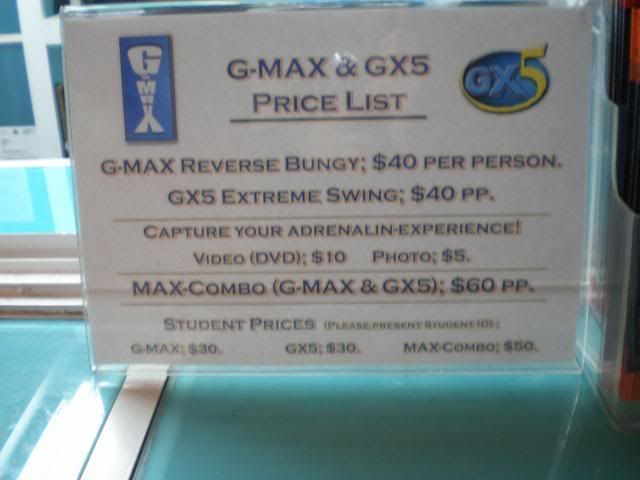 G-MAX
G-MAX & GX5
PRICE LIST
GX5
G-MAX REVERSE BUNGY; $40 PER PERSON.
GX5 EXTREME SWING; $40 PP.
CAPTURE YOUR ADRENALIN-EXPERIENCE!
VIDEO (DVD); $10 PHOTO; $5.
MAX-COMBO (G-MAX & GX5); $60 PP.
STUDENT PRICES (PLEASE PRESENT STUDENT ID) ;
G-MAX; $30. GX5; $30. MAX-COMBO; $50.